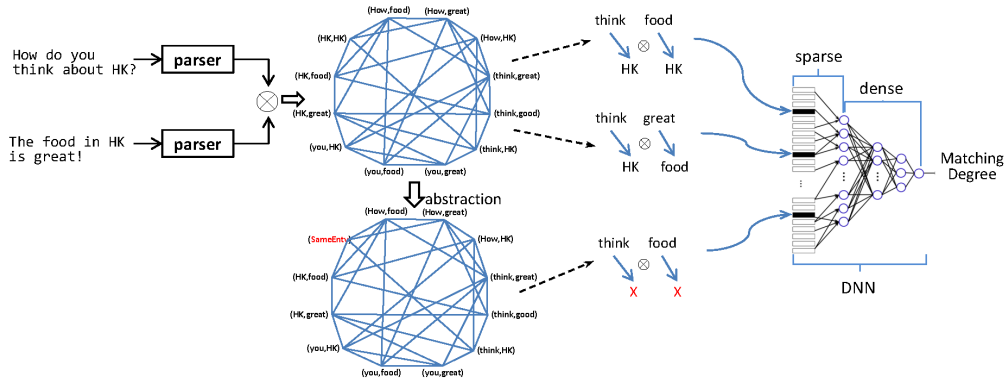 How do you
think about HK?
parser
The food in HK
is great!
parser
(How,food)
(How,great)
(HK,HK)
(How,HK)
(HK,food)
(think,great)
(HK,great)
(think,good)
(you,HK)
(think,HK)
(you,food)
(you,great)
abstraction
(How,food)
(How,great)
(SameEnty)
(How,HK)
(HK,food)
(think,great)
(HK,great)
(think,good)
(you,HK)
(think,HK)
(you,food)
(you,great)
think food
HK HK
think great
HK food
think food
X X
sparse
dense
Matching
Degree
DNN